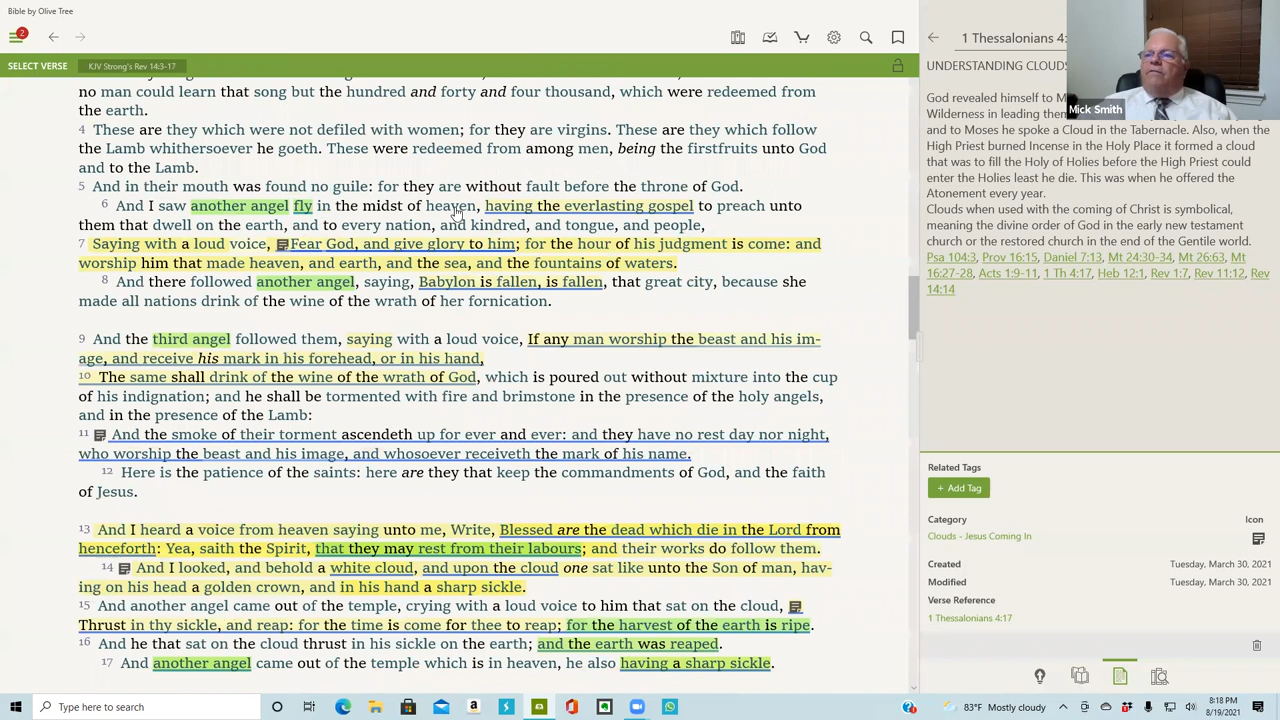 Bible by Olive Tree
2
SELECT VERSE
KJV Strong's Rev 14:3-17
no man could learn that song but the hundred and forty and four thousand, which were redeemed from
the earth.
4 These are they which were not defiled with women; for they are virgins. These are they which follow
the Lamb whithersoever he goeth. These were redeemed from among men, being the firstfruits unto God
and to the Lamb.
5 And in their mouth was found no guile: for they are without fault before the throne of God.
6 And I saw another angel fly in the midst of heaven, having the everlasting gospel to preach unto
them that dwell on the earth, and to every nation, and kindred, and tongue, and people,
7 Saying with a loud voice, Fear God, and give glory to him; for the hour of his judgment is come: and
worship him that made heaven, and earth, and the sea, and the fountains of waters.
8 And there followed another angel, saying, Babylon is fallen, is fallen, that great city, because she
made all nations drink of the wine of the wrath of her fornication.
9 And the third angel followed them, saying with a loud voice, If any man worship the beast and his im-
age, and receive his mark in his forehead, or in his hand,
10 The same shall drink of the wine of the wrath of God, which is poured out without mixture into the cup
of his indignation; and he shall be tormented with fire and brimstone in the presence of the holy angels,
and in the presence of the Lamb:
11 And the smoke of their torment ascendeth up for ever and ever: and they have no rest day nor night,
who worship the beast and his image, and whosoever receiveth the mark of his name.
12 Here is the patience of the saints: here are they that keep the commandments of God, and the faith
of Jesus.
13 And I heard a voice from heaven saying unto me, Write, Blessed are the dead which die in the Lord from
henceforth: Yea, saith the Spirit, that they may rest from their labours; and their works do follow them.
14 And I looked, and behold a white cloud, and upon the cloud one sat like unto the Son of man, hav-
ing on his head a golden crown, and in his hand a sharp sickle.
15 And another angel came out of the temple, crying with a loud voice to him that sat on the cloud,
Thrust in thy sickle, and reap: for the time is come for thee to reap; for the harvest of the earth is ripe.
16 And he that sat on the cloud thrust in his sickle on the earth; and the earth was reaped.
17 And another angel came out of the temple which is in heaven, he also having a sharp sickle.
1 Thessalonians 4:
UNDERSTANDING CLOUDS
Mick Smith
God revealed himself to M
Wilderness in leading them
and to Moses he spoke a Cloud in the Tabernacle. Also, when the
High Priest burned Incense in the Holy Place it formed a cloud
that was to fill the Holy of Holies before the High Priest could
enter the Holies least he die. This was when he offered the
Atonement every year.
Clouds when used with the coming of Christ is symbolical,
meaning the divine order of God in the early new testament
church or the restored church in the end of the Gentile world.
Psa 104:3, Prov 16:15, Daniel 7:13, Mt 24:30-34, Mt 26:63, Mt
16:27-28, Acts 1:9-11, 1 Th 4:17, Heb 12:1, Rev 1:7, Rev 11:12, Rev
14:14
Related Tags
+ Add Tag
Category
Icon
Clouds - Jesus Coming In
Created
Tuesday, March 30, 2021
Modified
Tuesday, March 30, 2021
Verse Reference
1 Thessalonians 4:17
Type here to search
83°F Mostly cloudy
8:18 PM
8/19/2021